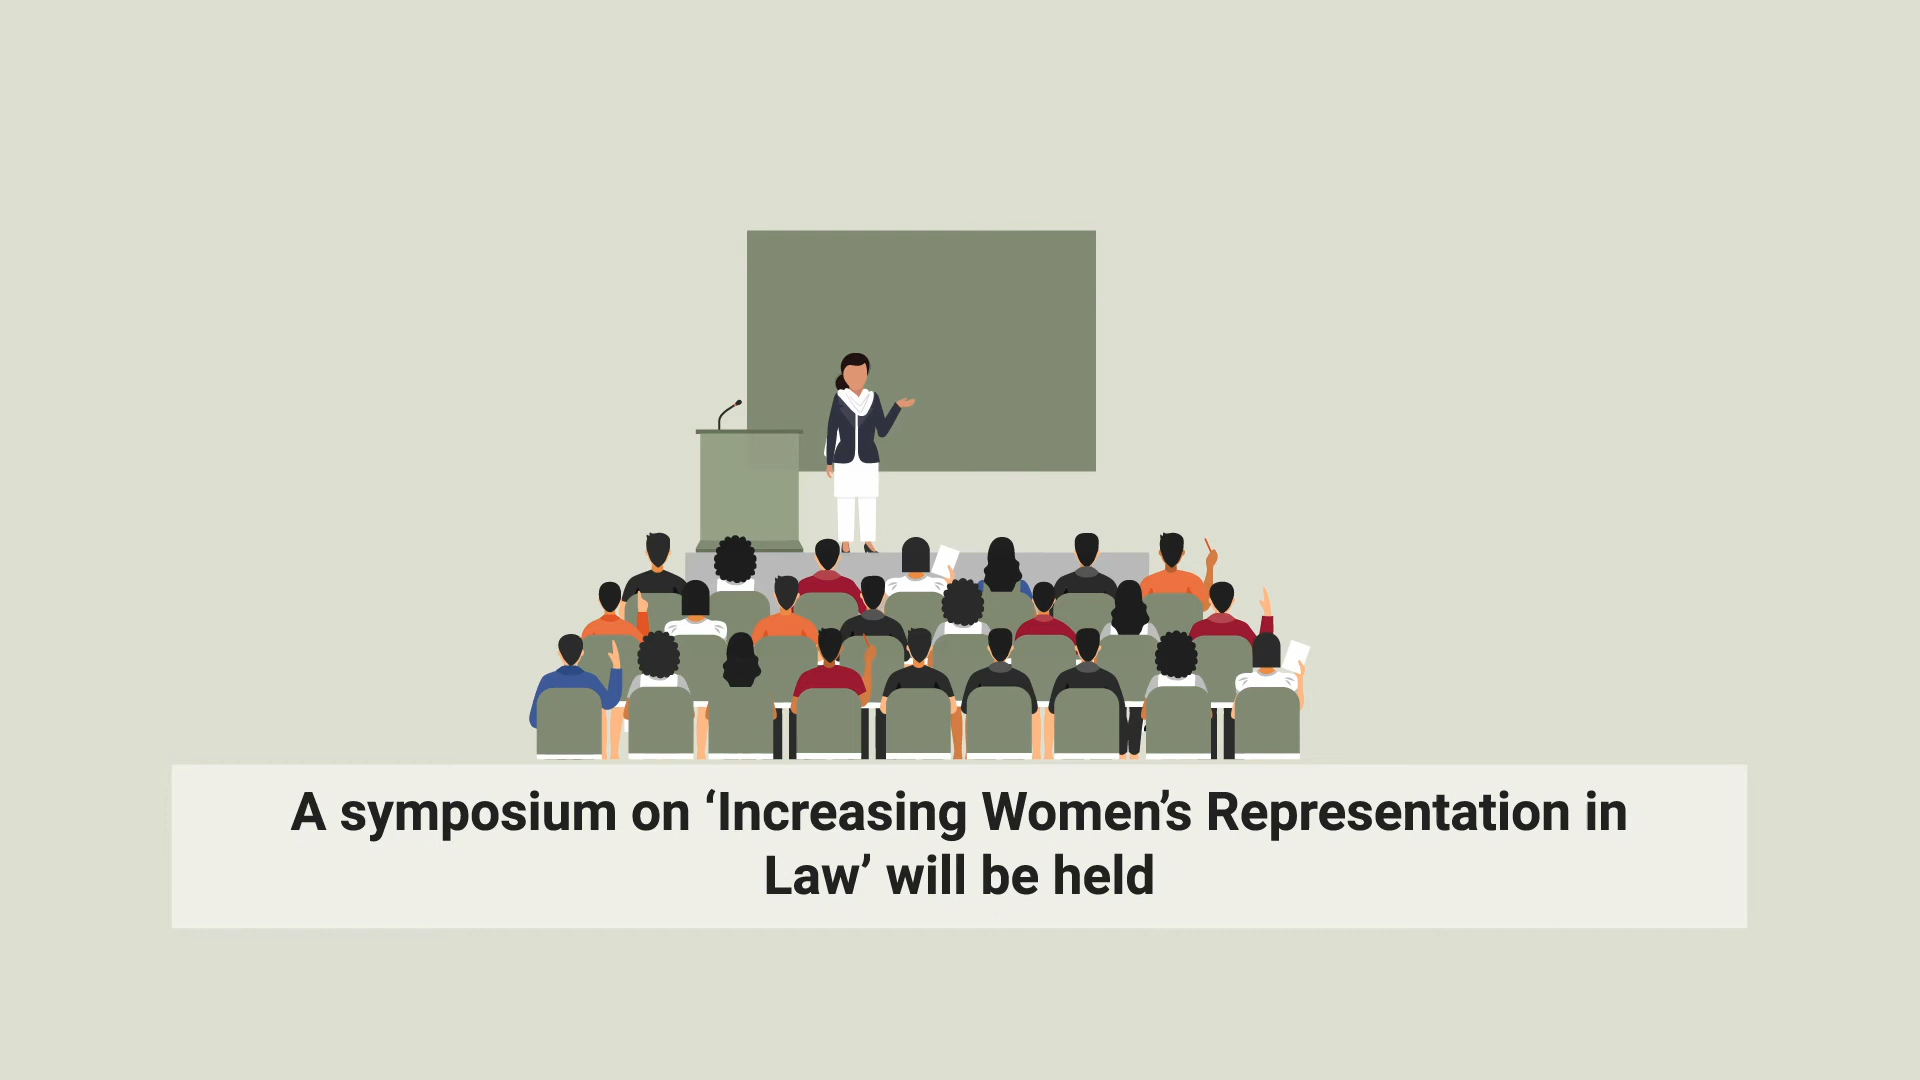 A symposium on ‘Increasing Women’s Representation in
Law’ will be held